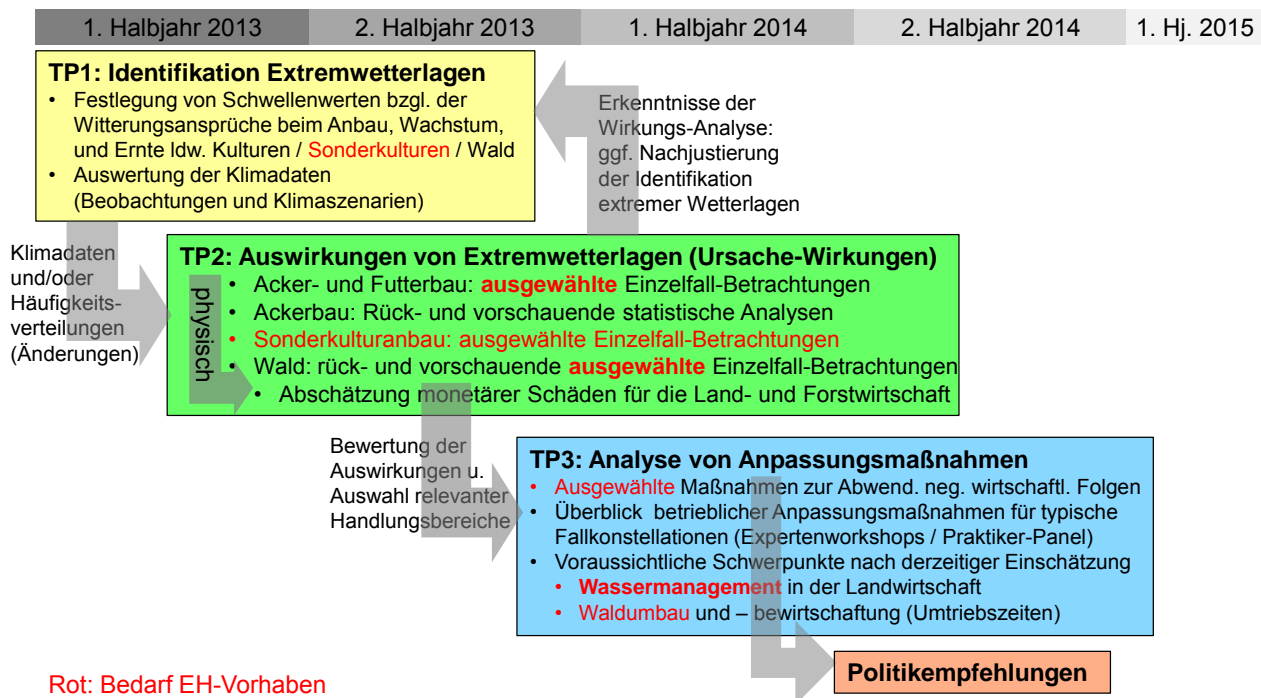 1. Halbjahr 2013
2. Halbjahr 2013
1. Halbjahr 2014
2. Halbjahr 2014
1. Hj. 2015
TP1: Identifikation Extremwetterlagen
• Festlegung von Schwellenwerten bzgl. der
Witterungsansprüche beim Anbau, Wachstum,
und Ernte ldw. Kulturen / Sonderkulturen / Wald
• Auswertung der Klimadaten
(Beobachtungen und Klimaszenarien)
Erkenntnisse der
Wirkungs-Analyse:
ggf. Nachjustierung
der Identifikation
extremer Wetterlagen
Klimadaten
und/oder
Häufigkeits-
verteilungen
(Änderungen)
TP2: Auswirkungen von Extremwetterlagen (Ursache-Wirkungen)
physisch
• Acker- und Futterbau: ausgewählte Einzelfall-Betrachtungen
• Ackerbau: Rück- und vorschauende statistische Analysen
• Sonderkulturanbau: ausgewählte Einzelfall-Betrachtungen
• Wald: rück- und vorschauende ausgewählte Einzelfall-Betrachtungen
• Abschätzung monetärer Schäden für die Land- und Forstwirtschaft
Bewertung der
Auswirkungen u.
Auswahl relevanter
Handlungsbereiche
TP3: Analyse von Anpassungsmaßnahmen
• Ausgewählte Maßnahmen zur Abwend. neg. wirtschaftl. Folgen
• Überblick betrieblicher Anpassungsmaßnahmen für typische
Fallkonstellationen (Expertenworkshops / Praktiker-Panel)
• Voraussichtliche Schwerpunkte nach derzeitiger Einschätzung
• Wassermanagement in der Landwirtschaft
• Waldumbau und – bewirtschaftung (Umtriebszeiten)
Politikempfehlungen
Rot: Bedarf EH-Vorhaben